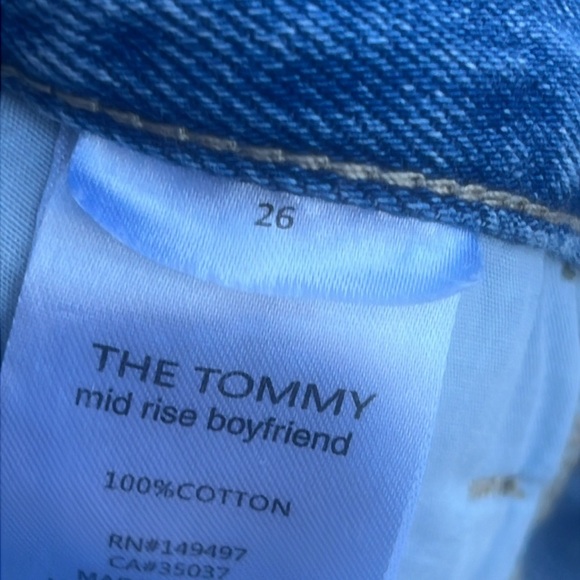 26
THE TOMMY
mid rise boyfriend
100%COTTON
RN#149497
CA#35037